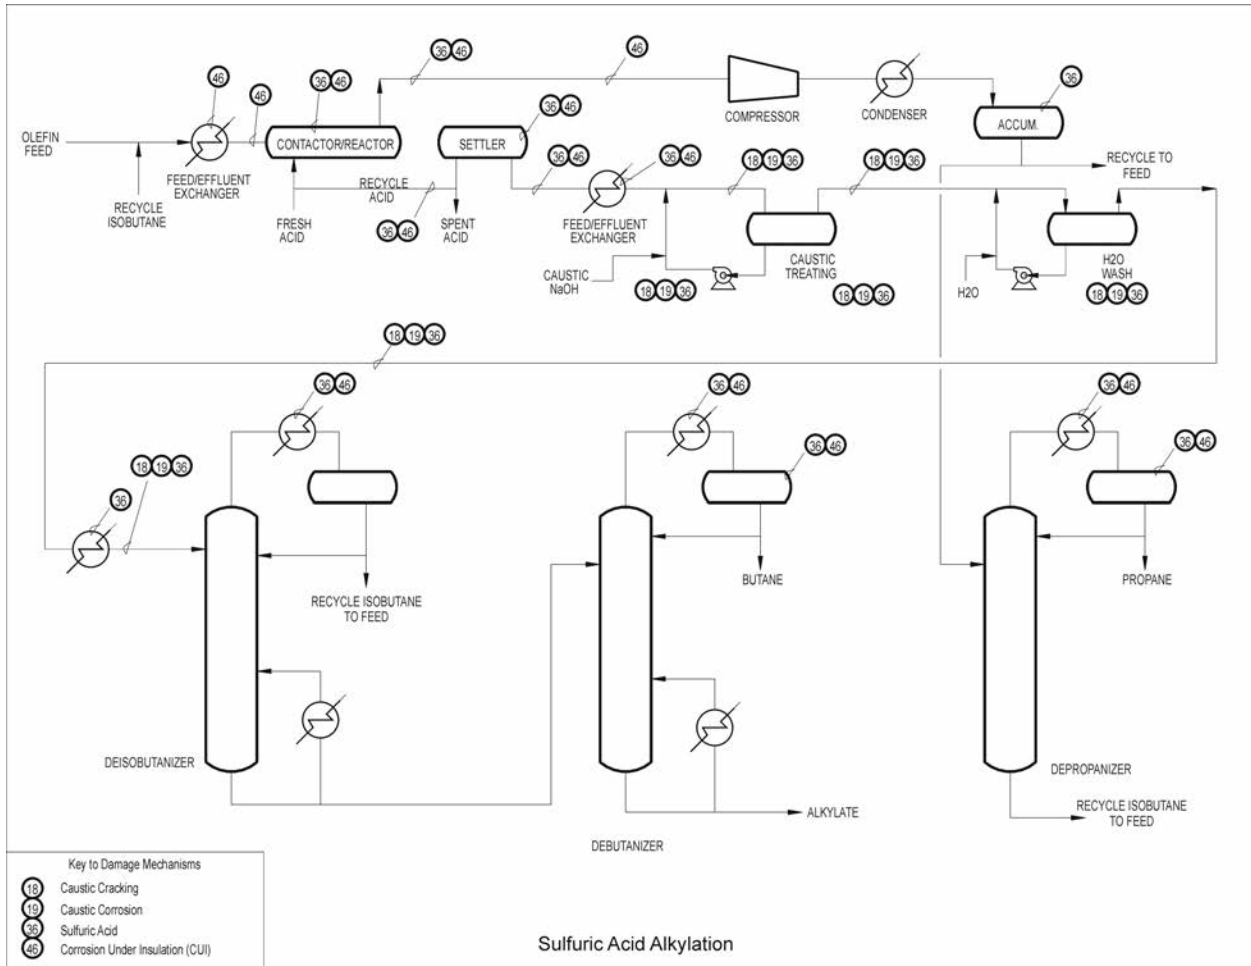 36 46
46
46
46
36 46
36 46
36
COMPRESSOR
CONDENSER
ACCUM.
OLEFIN
FEED
CONTACTOR/REACTOR
SETTLER
36 46
36 46
18 19 36
18 19 36
RECYCLE TO
FEED
FEED/EFFLUENT
EXCHANGER
RECYCLE
ACID
RECYCLE
ISOBUTANE
FRESH
ACID
36 46
SPENT
ACID
FEED/EFFLUENT
EXCHANGER
CAUSTIC
TREATING
H2O
WASH
CAUSTIC
NaOH
18 19 36
18 19 36
H2O
18 19 36
18 19 36
36 46
36 46
36 46
18 19 36
36
36 46
36 46
RECYCLE ISOBUTANE
TO FEED
BUTANE
PROPANE
DEISOBUTANIZER
DEPROPANIZER
ALKYLATE
RECYCLE ISOBUTANE
TO FEED
DEBUTANIZER
Key to Damage Mechanisms
18 Caustic Cracking
19 Caustic Corrosion
36 Sulfuric Acid
46 Corrosion Under Insulation (CUI)
Sulfuric Acid Alkylation